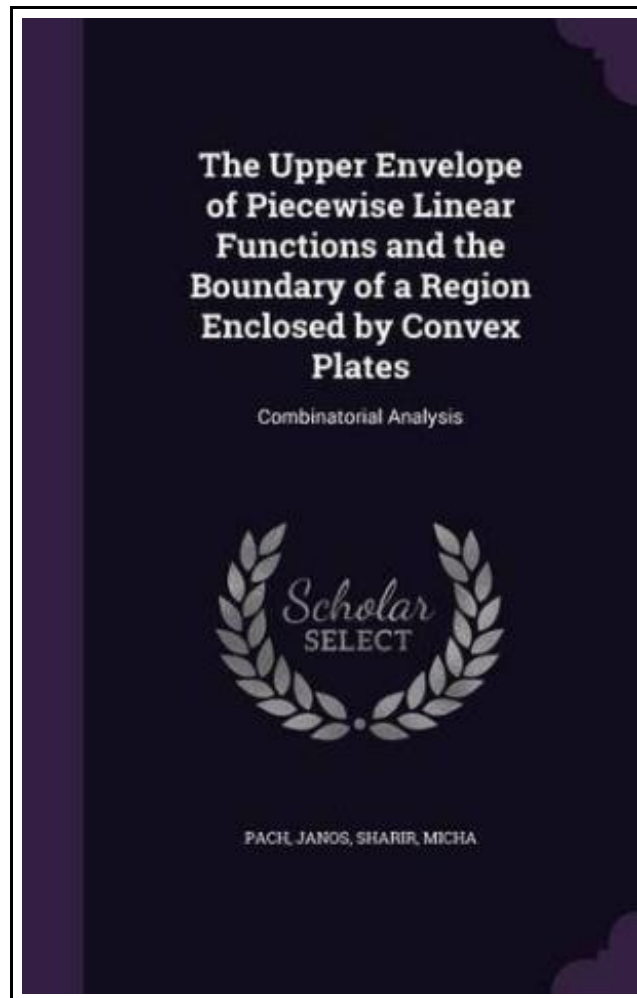 The Upper Envelope
of Piecewise Linear
Functions and the
Boundary of a Region
Enclosed by Convex
Plates
Combinatorial Analysis
Scholar
SELECT
PACH, JANOS, SHARIR, MICHA